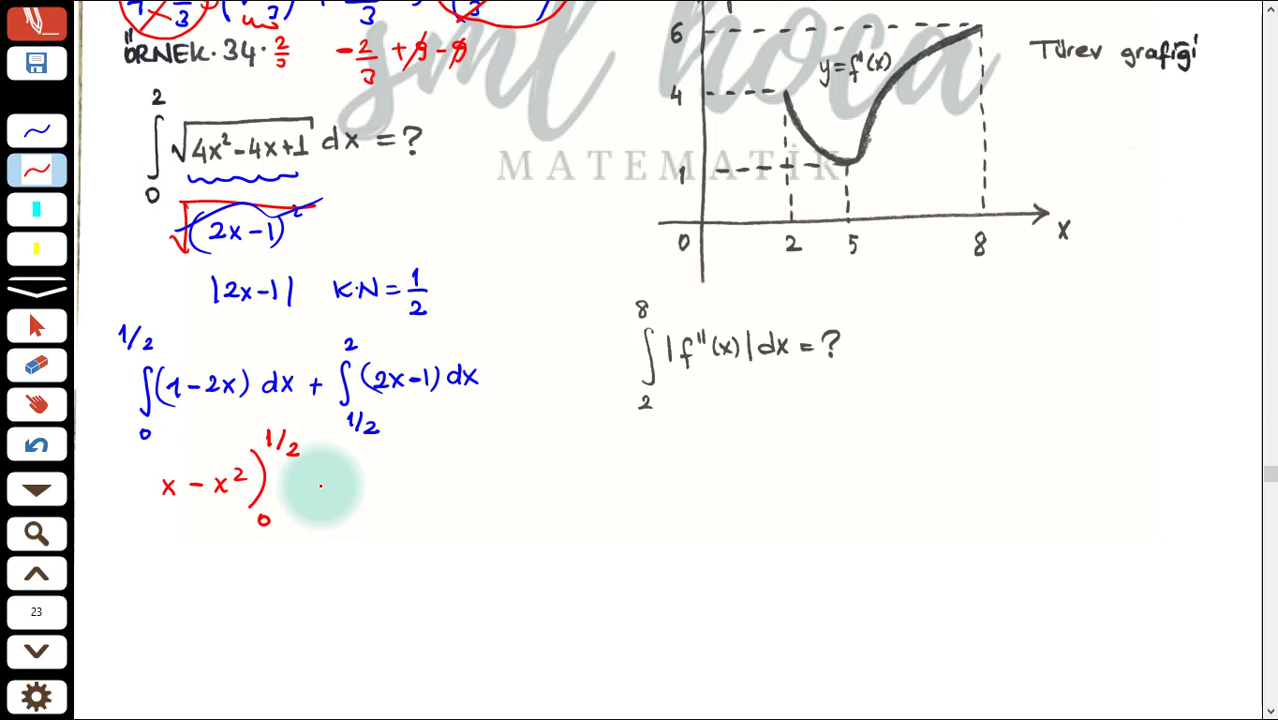 ÖRNEK·34· 2/3
-2/3 + 9 - 9
∫₀² √(4x²-4x+1) dx = ?
√(2x-1)²
|2x-1| K·N = 1/2
∫₀^(1/2) (1-2x) dx + ∫_(1/2)^2 (2x-1) dx
x - x² )₀^(1/2)
Türev grafiği
y=f'(x)
6
4
1
0 2 5 8 x
∫₂⁸ |f''(x)| dx = ?
hoca
MATEMATİK
23